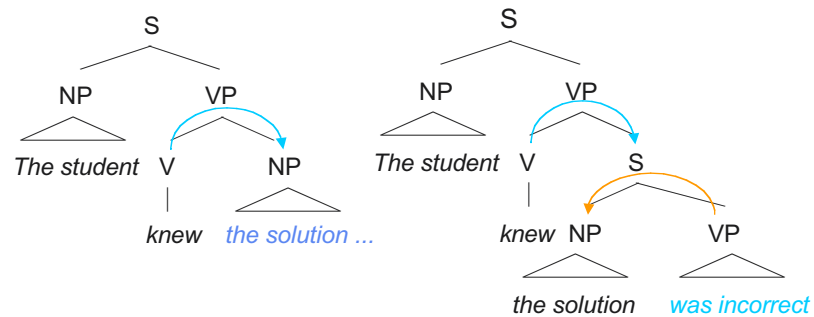 S
NP VP
The student V NP
knew the solution ...
S
NP VP
The student V S
knew NP VP
the solution was incorrect